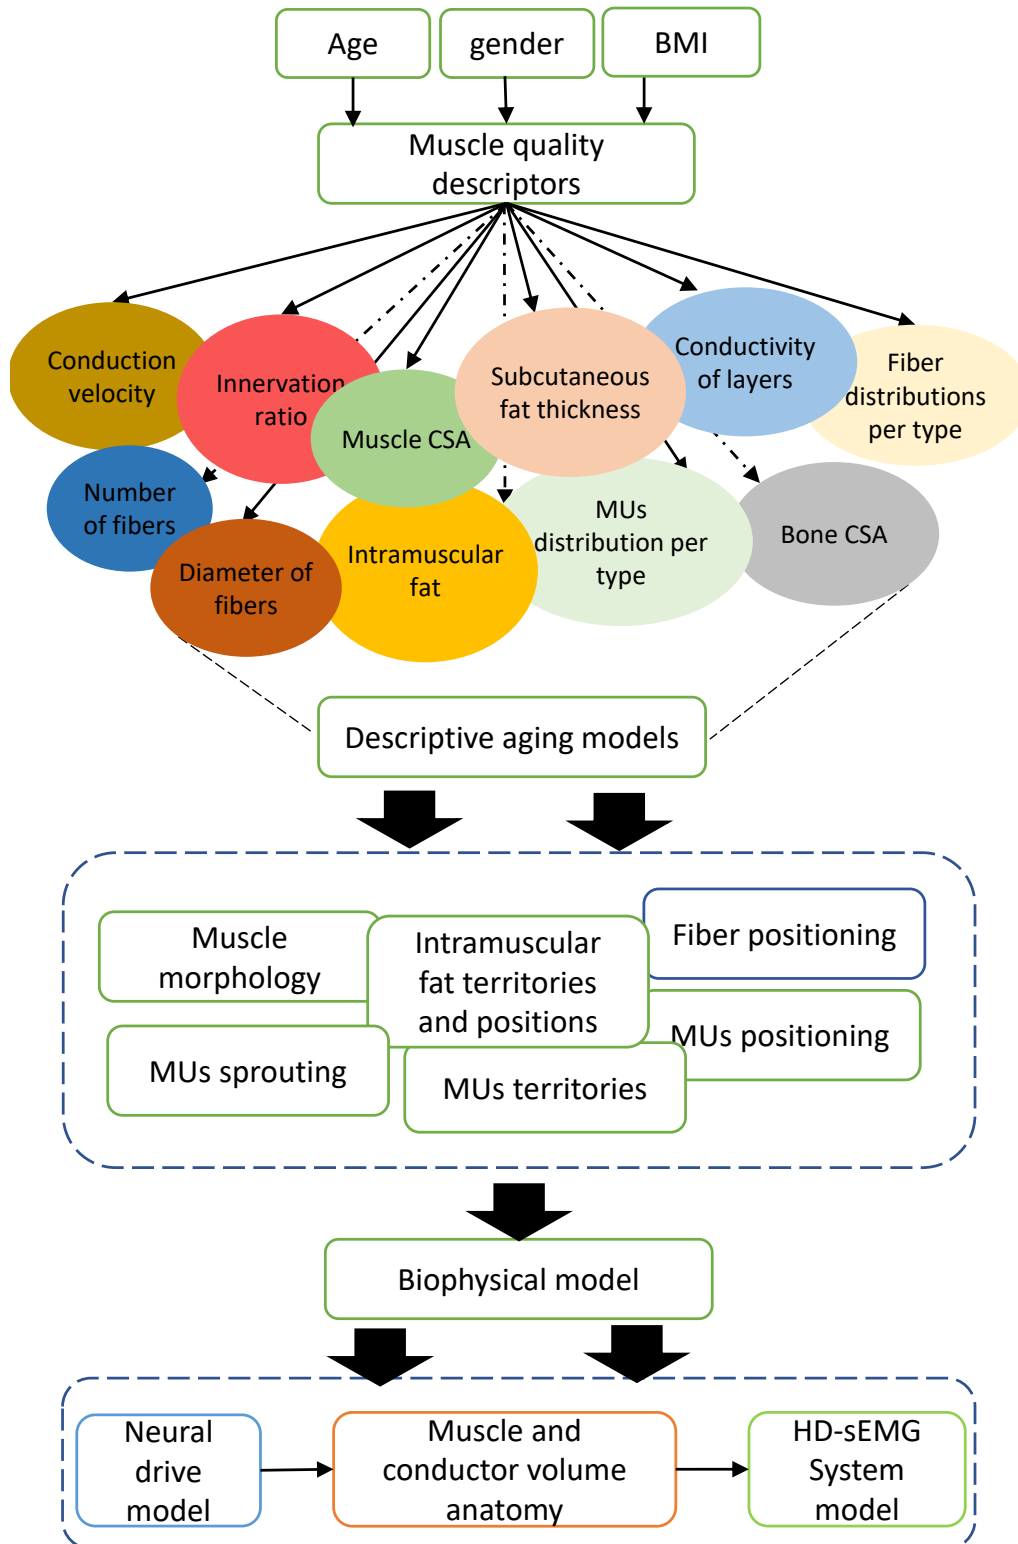 Age
gender
BMI
Muscle quality
descriptors
Conduction
velocity
Innervation
ratio
Muscle CSA
Subcutaneous
fat thickness
Conductivity
of layers
Fiber
distributions
per type
Number
of fibers
Diameter of
fibers
Intramuscular
fat
MUs
distribution per
type
Bone CSA
Descriptive aging models
Muscle
morphology
Intramuscular
fat territories
and positions
Fiber positioning
MUs sprouting
MUs territories
MUs positioning
Biophysical model
Neural
drive
model
Muscle and
conductor volume
anatomy
HD-sEMG
System
model